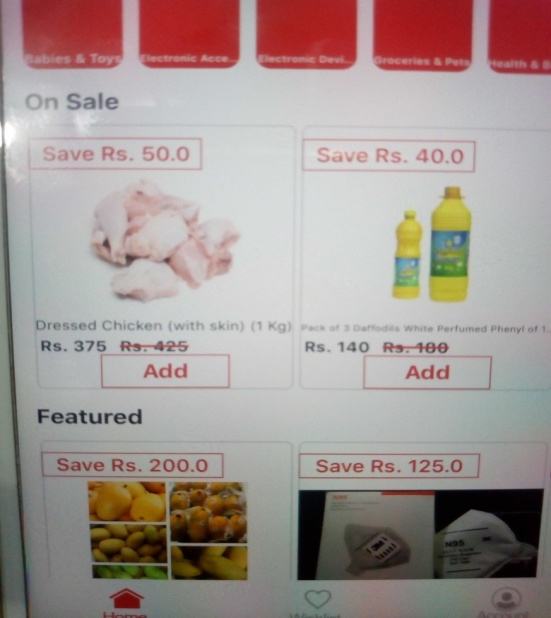 Babies & Toys
Electronic Acce...
Electronic Devi...
Groceries & Pets
Health & B
On Sale
Save Rs. 50.0
Save Rs. 40.0
Dressed Chicken (with skin) (1 Kg)
Pack of 3 Daffodils White Perfumed Phenyl of 1...
Rs. 375 Rs. 425
Rs. 140 Rs. 180
Add
Add
Featured
Save Rs. 200.0
Save Rs. 125.0
N95
3M
N95
Home
Wishlist
Account